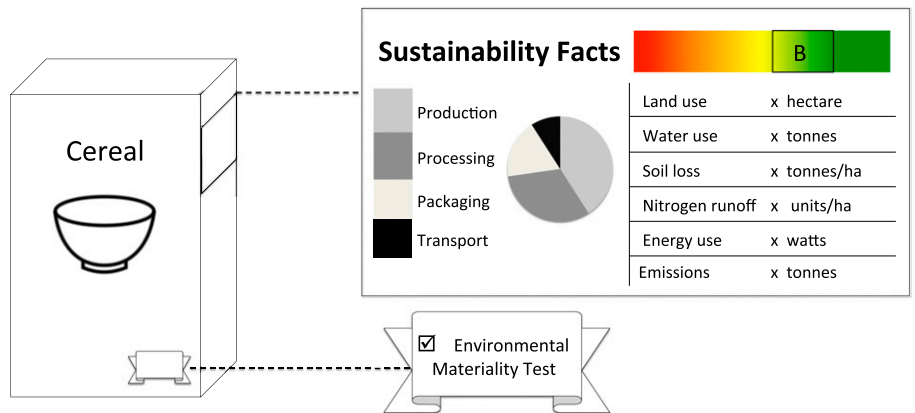 Cereal
Sustainability Facts
B
Production
Processing
Packaging
Transport
Land use x hectare
Water use x tonnes
Soil loss x tonnes/ha
Nitrogen runoff x units/ha
Energy use x watts
Emissions x tonnes
☑ Environmental
Materiality Test